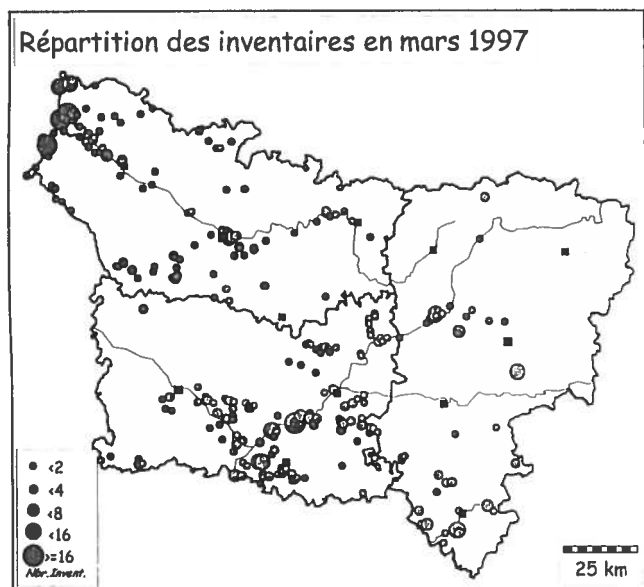 Répartition des inventaires en mars 1997
<2
<4
<8
<16
>=16
Nbr. Invent.
25 km